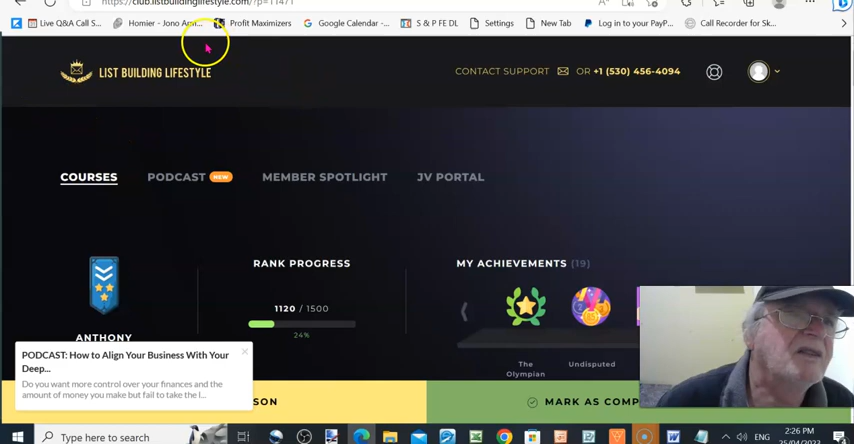 https://club.listbuildinglifestyle.com/?p=11471
Live Q&A Call S...
Homier - Jono Arm...
Profit Maximizers
Google Calendar -...
S & P FE DL
Settings
New Tab
Log in to your PayP...
Call Recorder for Sk...
LIST BUILDING LIFESTYLE
CONTACT SUPPORT OR +1 (530) 456-4094
COURSES
PODCAST NEW
MEMBER SPOTLIGHT
JV PORTAL
RANK PROGRESS
MY ACHIEVEMENTS (19)
1120 / 1500
24%
ANTHONY
The
Olympian
Undisputed
PODCAST: How to Align Your Business With Your
Deep...
Do you want more control over your finances and the
amount of money you make but fail to take the l...
SON
MARK AS COMP
Type here to search
ENG
2:26 PM
25/04/2023